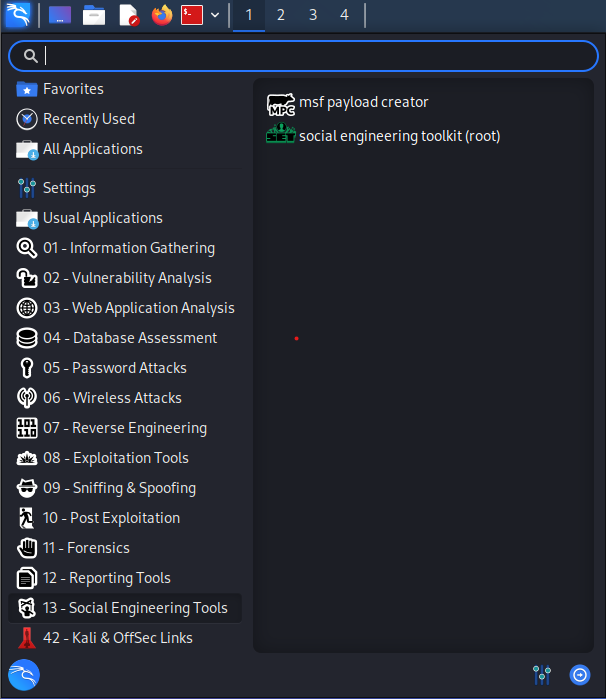 1 2 3 4
Favorites
Recently Used
All Applications
Settings
Usual Applications
01 - Information Gathering
02 - Vulnerability Analysis
03 - Web Application Analysis
04 - Database Assessment
05 - Password Attacks
06 - Wireless Attacks
07 - Reverse Engineering
08 - Exploitation Tools
09 - Sniffing & Spoofing
10 - Post Exploitation
11 - Forensics
12 - Reporting Tools
13 - Social Engineering Tools
42 - Kali & OffSec Links
MPC msf payload creator
SET social engineering toolkit (root)